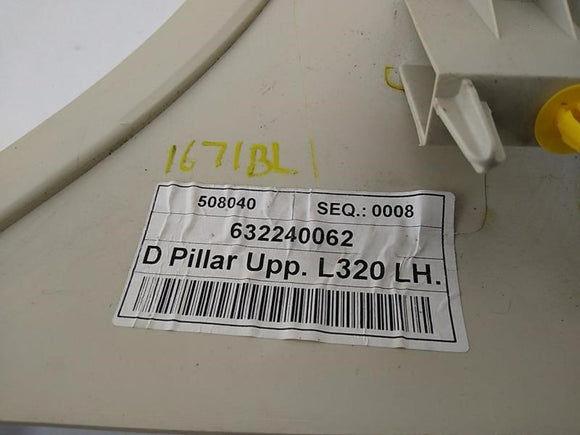 1671BL
508040 SEQ.: 0008
632240062
D Pillar Upp. L320 LH.